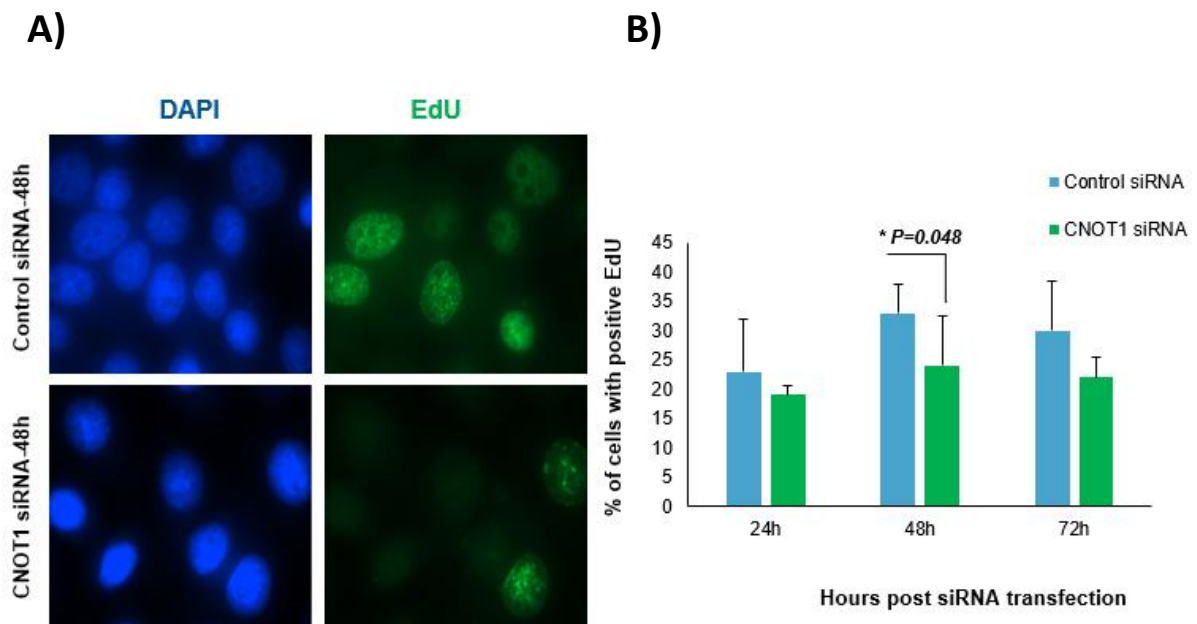 A)
DAPI
EdU
Control siRNA-48h
CNOT1 siRNA-48h
B)
Control siRNA
CNOT1 siRNA
* P=0.048
% of cells with positive EdU
45
40
35
30
25
20
15
10
5
0
24h
48h
72h
Hours post siRNA transfection